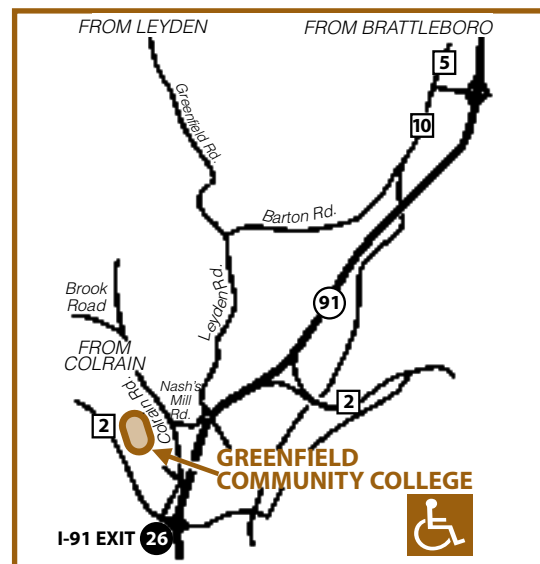 FROM LEYDEN
FROM BRATTLEBORO
5
10
Greenfield Rd.
Barton Rd.
Leyden Rd.
91
Brook
Road
FROM
COLRAIN
Colrain Rd.
Nash's
Mill
Rd.
2
2
GREENFIELD
COMMUNITY COLLEGE
I-91 EXIT 26